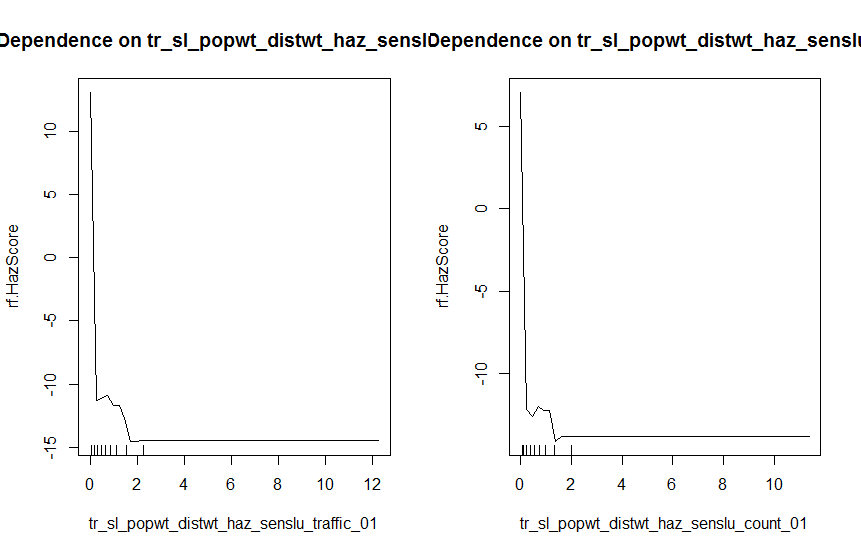 Dependence on tr_sl_popwt_distwt_haz_sensl
rf.HazScore
10
5
0
-5
-10
-15
0 2 4 6 8 10 12
tr_sl_popwt_distwt_haz_senslu_traffic_01
Dependence on tr_sl_popwt_distwt_haz_senslu
rf.HazScore
5
0
-5
-10
0 2 4 6 8 10
tr_sl_popwt_distwt_haz_senslu_count_01